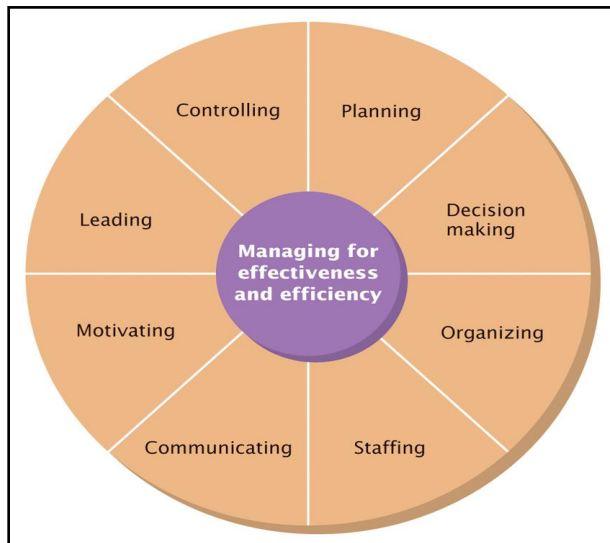 Controlling
Planning
Leading
Decision
making
Managing for
effectiveness
and efficiency
Motivating
Organizing
Communicating
Staffing